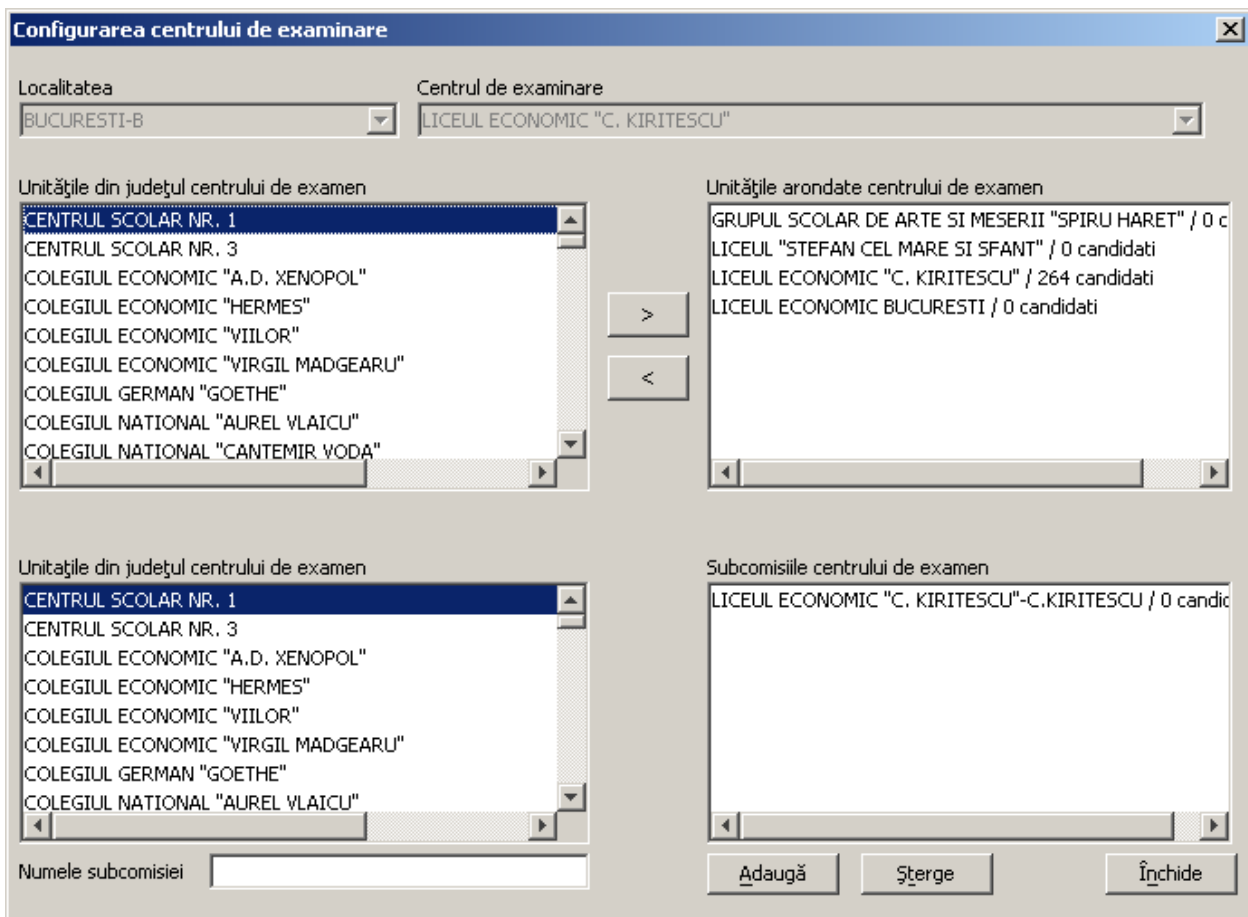 Configurarea centrului de examinare
Localitatea
Centrul de examinare
BUCURESTI-B
LICEUL ECONOMIC "C. KIRITESCU"
Unităţile din judeţul centrului de examen
CENTRUL SCOLAR NR. 1
CENTRUL SCOLAR NR. 3
COLEGIUL ECONOMIC "A.D. XENOPOL"
COLEGIUL ECONOMIC "HERMES"
COLEGIUL ECONOMIC "VIILOR"
COLEGIUL ECONOMIC "VIRGIL MADGEARU"
COLEGIUL GERMAN "GOETHE"
COLEGIUL NATIONAL "AUREL VLAICU"
COLEGIUL NATIONAL "CANTEMIR VODA"
>
<
Unităţile arondate centrului de examen
GRUPUL SCOLAR DE ARTE SI MESERII "SPIRU HARET" / 0 c
LICEUL "STEFAN CEL MARE SI SFANT" / 0 candidati
LICEUL ECONOMIC "C. KIRITESCU" / 264 candidati
LICEUL ECONOMIC BUCURESTI / 0 candidati
Unitaţile din judeţul centrului de examen
CENTRUL SCOLAR NR. 1
CENTRUL SCOLAR NR. 3
COLEGIUL ECONOMIC "A.D. XENOPOL"
COLEGIUL ECONOMIC "HERMES"
COLEGIUL ECONOMIC "VIILOR"
COLEGIUL ECONOMIC "VIRGIL MADGEARU"
COLEGIUL GERMAN "GOETHE"
COLEGIUL NATIONAL "AUREL VLAICU"
Subcomisiile centrului de examen
LICEUL ECONOMIC "C. KIRITESCU"-C.KIRITESCU / 0 candic
Numele subcomisiei
Adaugă
Şterge
Închide